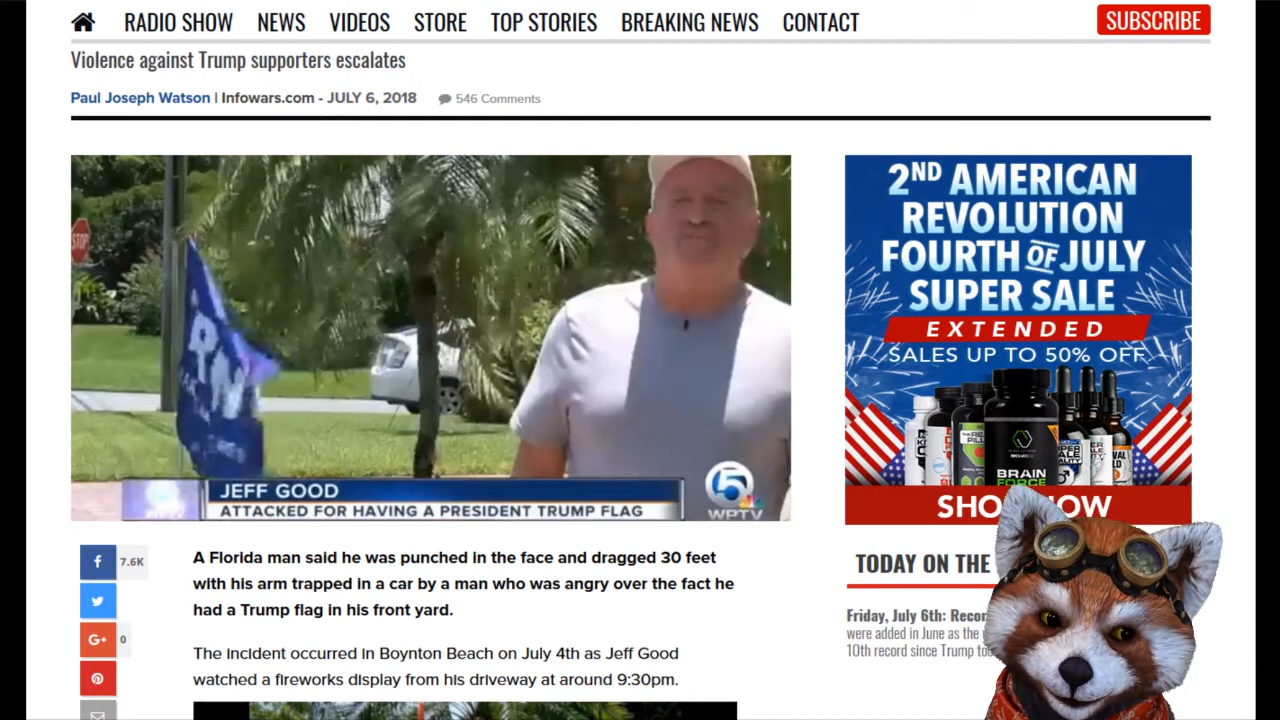 RADIO SHOW NEWS VIDEOS STORE TOP STORIES BREAKING NEWS CONTACT SUBSCRIBE
Violence against Trump supporters escalates
Paul Joseph Watson | Infowars.com - JULY 6, 2018 546 Comments
STOP
JEFF GOOD
ATTACKED FOR HAVING A PRESIDENT TRUMP FLAG
5
WPTV
2ND AMERICAN
REVOLUTION
FOURTH OF JULY
SUPER SALE
EXTENDED
SALES UP TO 50% OFF
BRAIN
FORCE
f 7.6K
G+ 0
A Florida man said he was punched in the face and dragged 30 feet
with his arm trapped in a car by a man who was angry over the fact he
had a Trump flag in his front yard.
The incident occurred in Boynton Beach on July 4th as Jeff Good
watched a fireworks display from his driveway at around 9:30pm.
TODAY ON THE
Friday, July 6th:
were added in June as the
10th record since Trump